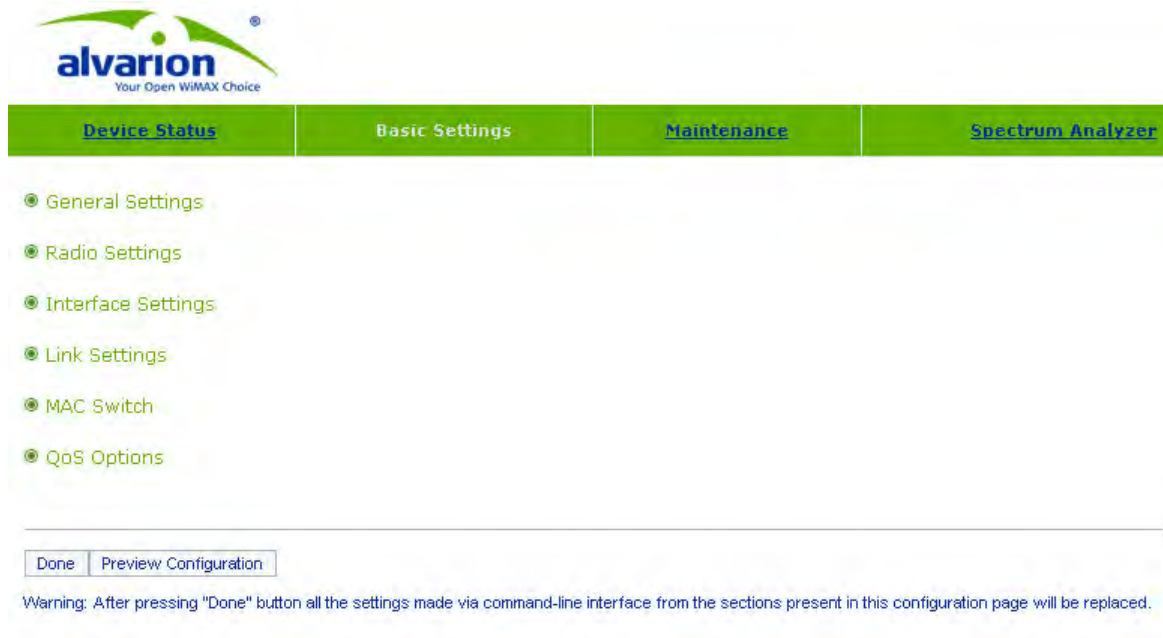 ®
alvarion
Your Open WiMAX Choice
Device Status Basic Settings Maintenance Spectrum Analyzer
General Settings
Radio Settings
Interface Settings
Link Settings
MAC Switch
QoS Options
Done Preview Configuration
Warning: After pressing "Done" button all the settings made via command-line interface from the sections present in this configuration page will be replaced.